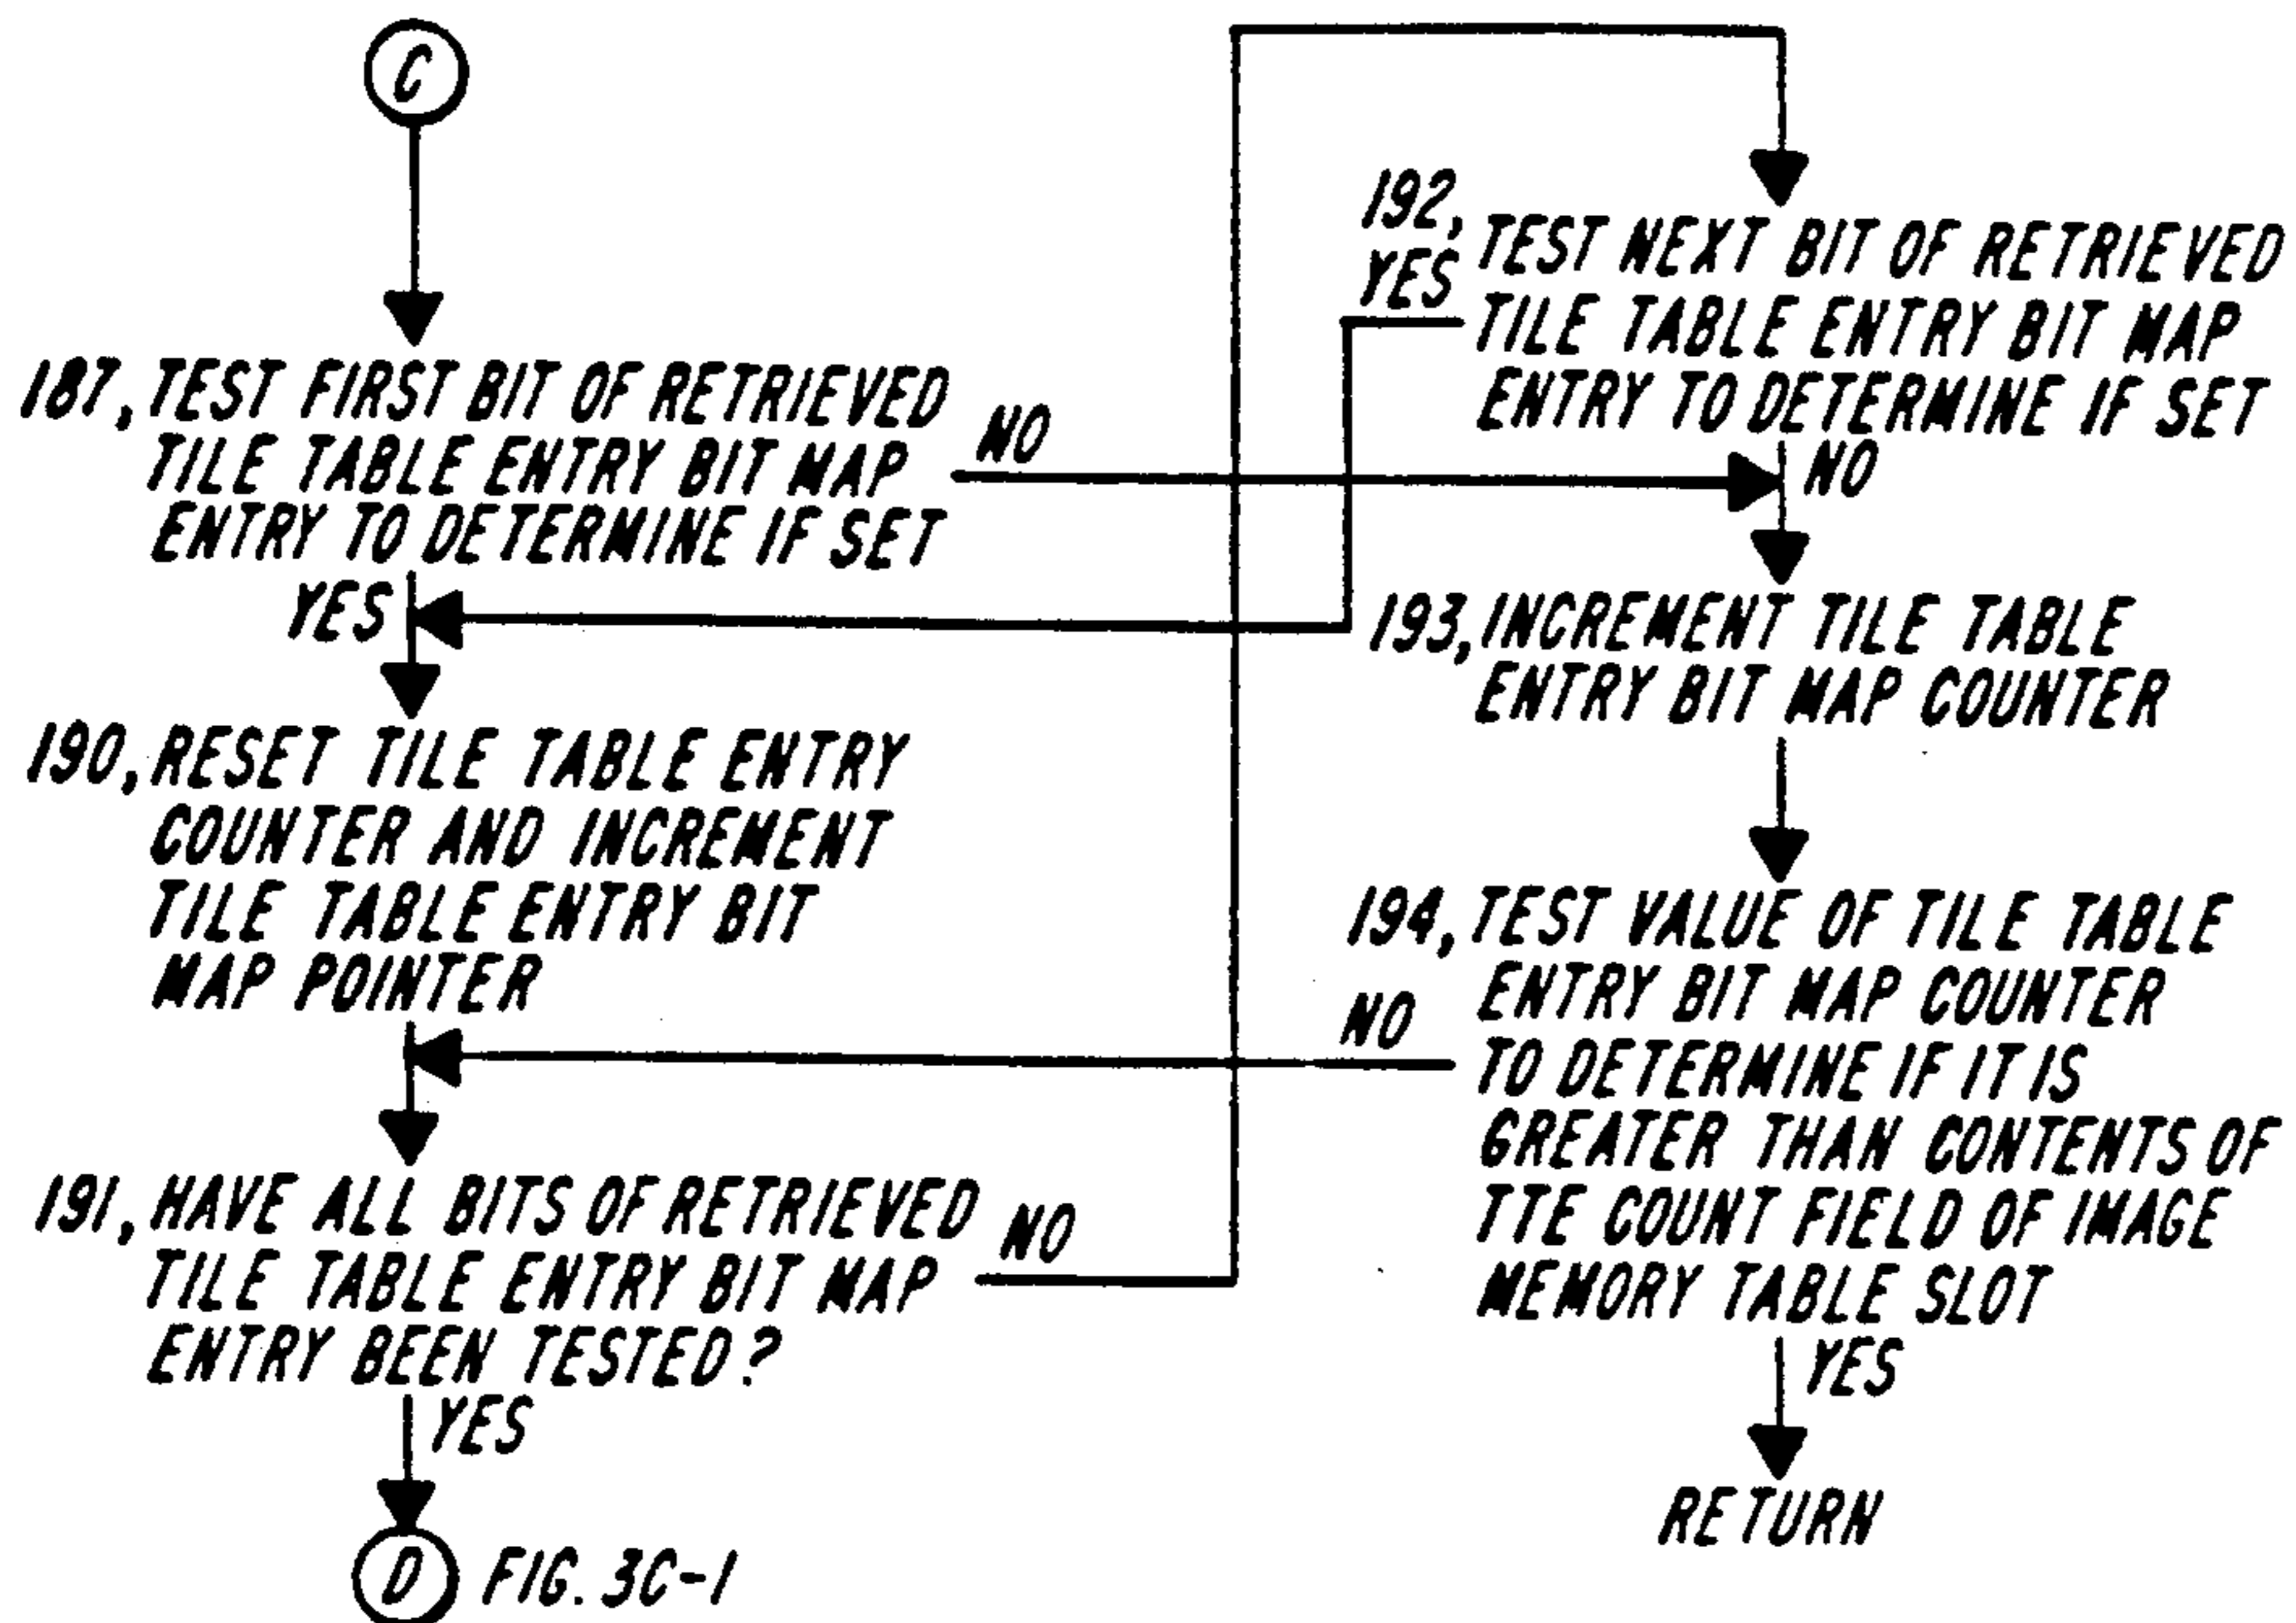 C
187, TEST FIRST BIT OF RETRIEVED
TILE TABLE ENTRY BIT MAP
ENTRY TO DETERMINE IF SET
NO
YES
190, RESET TILE TABLE ENTRY
COUNTER AND INCREMENT
TILE TABLE ENTRY BIT
MAP POINTER
191, HAVE ALL BITS OF RETRIEVED
TILE TABLE ENTRY BIT MAP
ENTRY BEEN TESTED?
NO
YES
D FIG. 3C-1
192, TEST NEXT BIT OF RETRIEVED
YES TILE TABLE ENTRY BIT MAP
ENTRY TO DETERMINE IF SET
NO
193, INCREMENT TILE TABLE
ENTRY BIT MAP COUNTER
194, TEST VALUE OF TILE TABLE
ENTRY BIT MAP COUNTER
NO
TO DETERMINE IF IT IS
GREATER THAN CONTENTS OF
TTE COUNT FIELD OF IMAGE
MEMORY TABLE SLOT
YES
RETURN